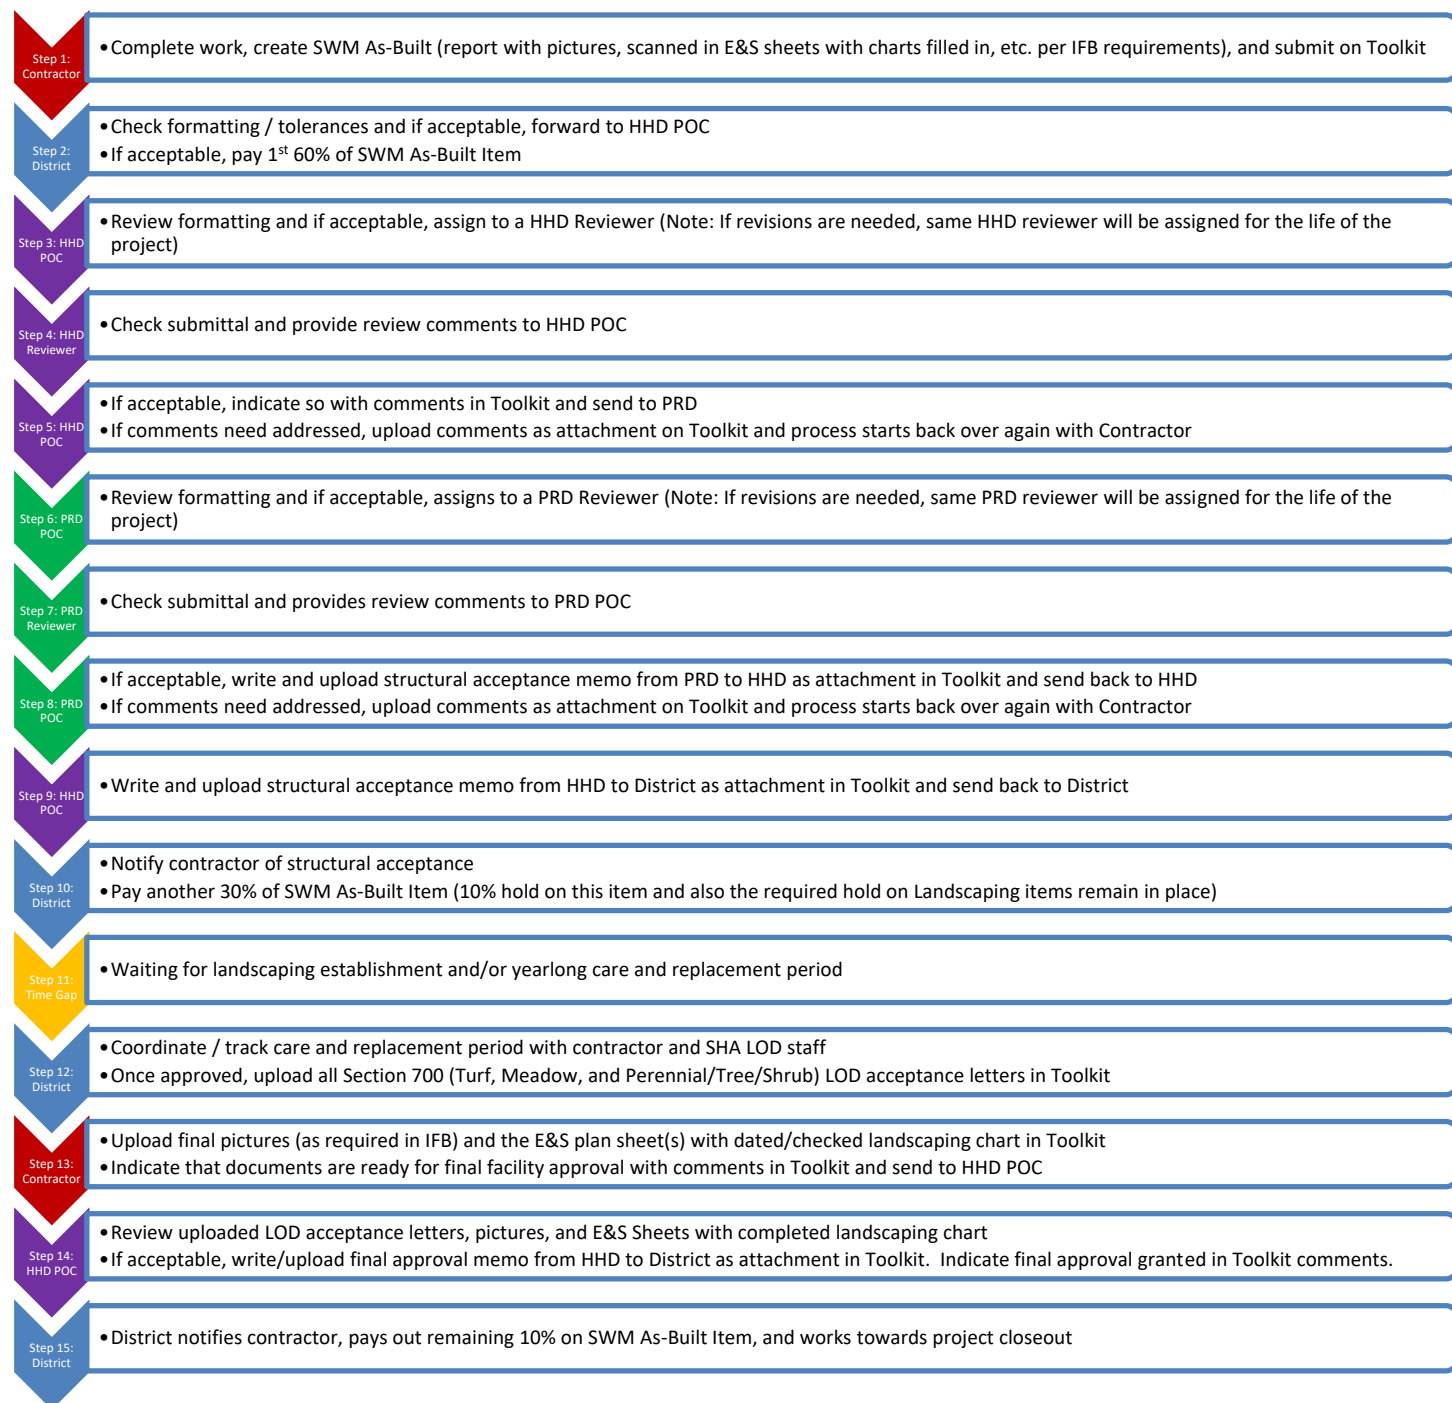 Step 1:
Contractor
•Complete work, create SWM As-Built (report with pictures, scanned in E&S sheets with charts filled in, etc. per IFB requirements), and submit on Toolkit
Step 2:
District
•Check formatting / tolerances and if acceptable, forward to HHD POC
•If acceptable, pay 1st 60% of SWM As-Built Item
Step 3: HHD
POC
•Review formatting and if acceptable, assign to a HHD Reviewer (Note: If revisions are needed, same HHD reviewer will be assigned for the life of the
project)
Step 4: HHD
Reviewer
•Check submittal and provide review comments to HHD POC
Step 5: HHD
POC
•If acceptable, indicate so with comments in Toolkit and send to PRD
•If comments need addressed, upload comments as attachment on Toolkit and process starts back over again with Contractor
Step 6: PRD
POC
•Review formatting and if acceptable, assigns to a PRD Reviewer (Note: If revisions are needed, same PRD reviewer will be assigned for the life of the
project)
Step 7: PRD
Reviewer
•Check submittal and provides review comments to PRD POC
Step 8: PRD
POC
•If acceptable, write and upload structural acceptance memo from PRD to HHD as attachment in Toolkit and send back to HHD
•If comments need addressed, upload comments as attachment on Toolkit and process starts back over again with Contractor
Step 9: HHD
POC
•Write and upload structural acceptance memo from HHD to District as attachment in Toolkit and send back to District
Step 10:
District
•Notify contractor of structural acceptance
•Pay another 30% of SWM As-Built Item (10% hold on this item and also the required hold on Landscaping items remain in place)
Step 11:
Time Gap
•Waiting for landscaping establishment and/or yearlong care and replacement period
Step 12:
District
•Coordinate / track care and replacement period with contractor and SHA LOD staff
•Once approved, upload all Section 700 (Turf, Meadow, and Perennial/Tree/Shrub) LOD acceptance letters in Toolkit
Step 13:
Contractor
•Upload final pictures (as required in IFB) and the E&S plan sheet(s) with dated/checked landscaping chart in Toolkit
•Indicate that documents are ready for final facility approval with comments in Toolkit and send to HHD POC
Step 14:
HHD POC
•Review uploaded LOD acceptance letters, pictures, and E&S Sheets with completed landscaping chart
•If acceptable, write/upload final approval memo from HHD to District as attachment in Toolkit.  Indicate final approval granted in Toolkit comments.
Step 15:
District
•District notifies contractor, pays out remaining 10% on SWM As-Built Item, and works towards project closeout